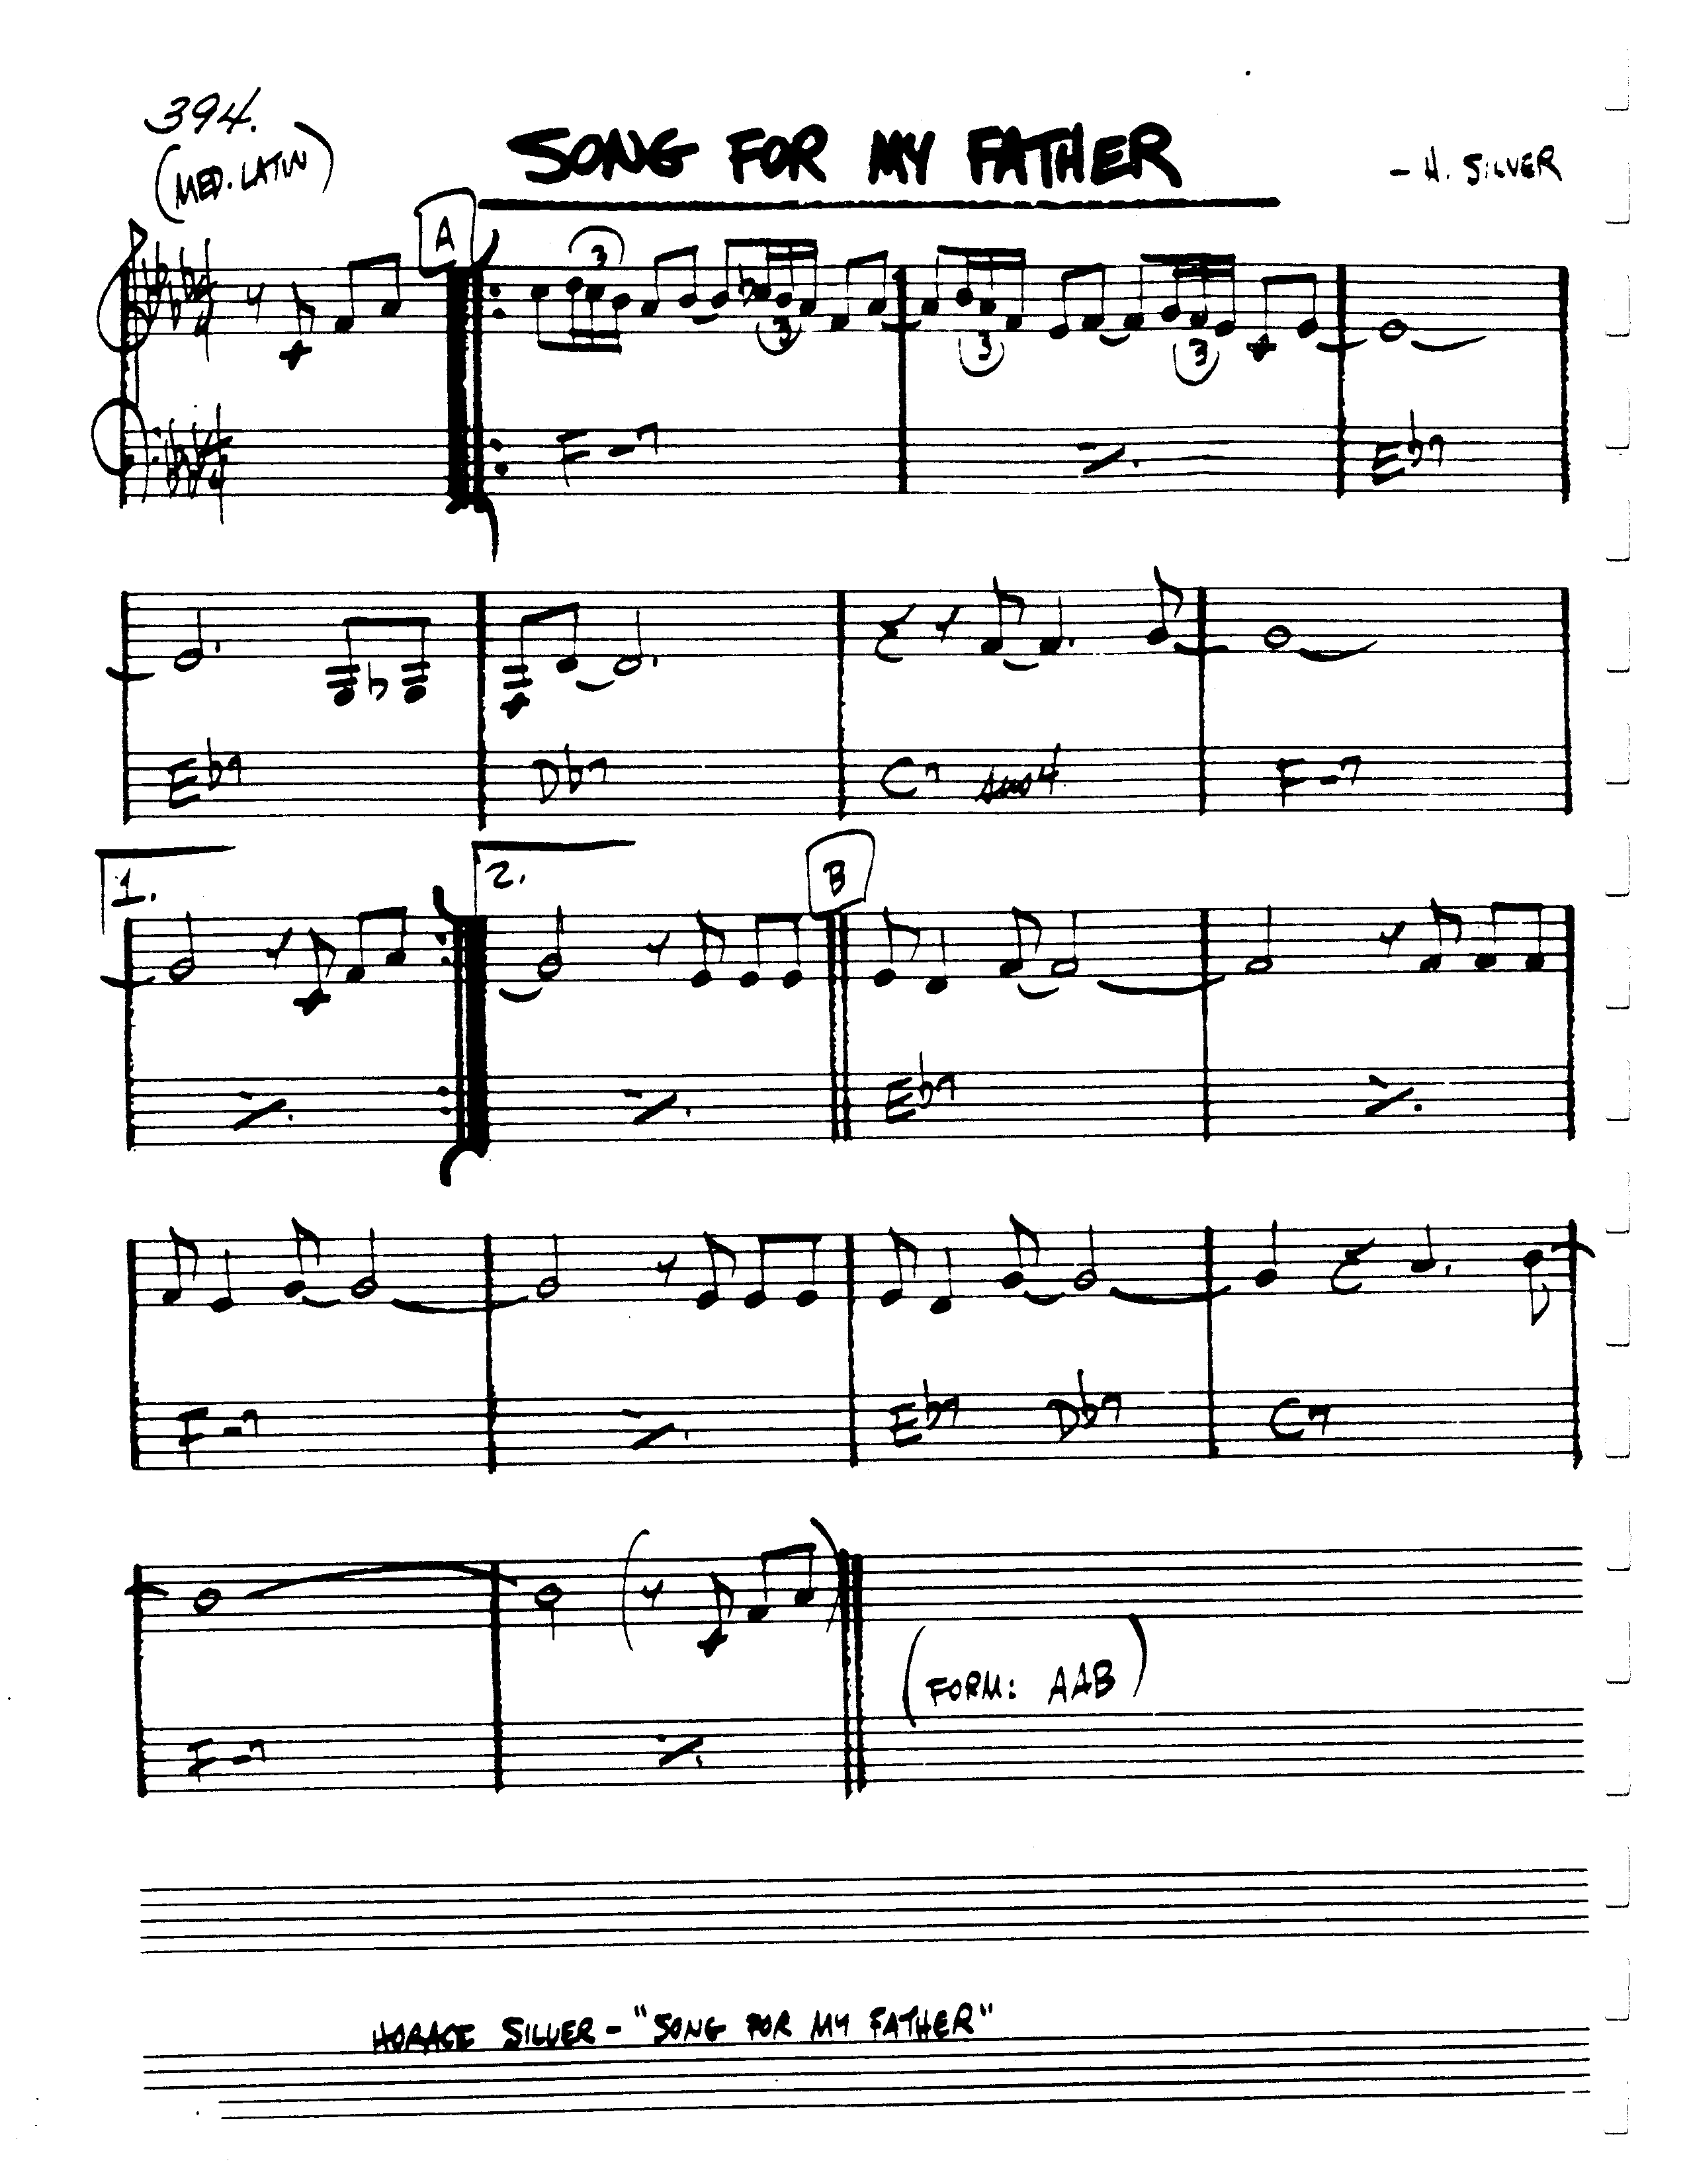 394.
(MED. LATIN)
SONG FOR MY FATHER
- H. SILVER
A
3 3 3 3
F-7 Eb7
Eb7 Db7 C7 sus4 F-7
1. 2. B
Eb7
F-7 Eb7 Db7 C7
(FORM: AAB)
F-7
HORACE SILVER - "SONG FOR MY FATHER"